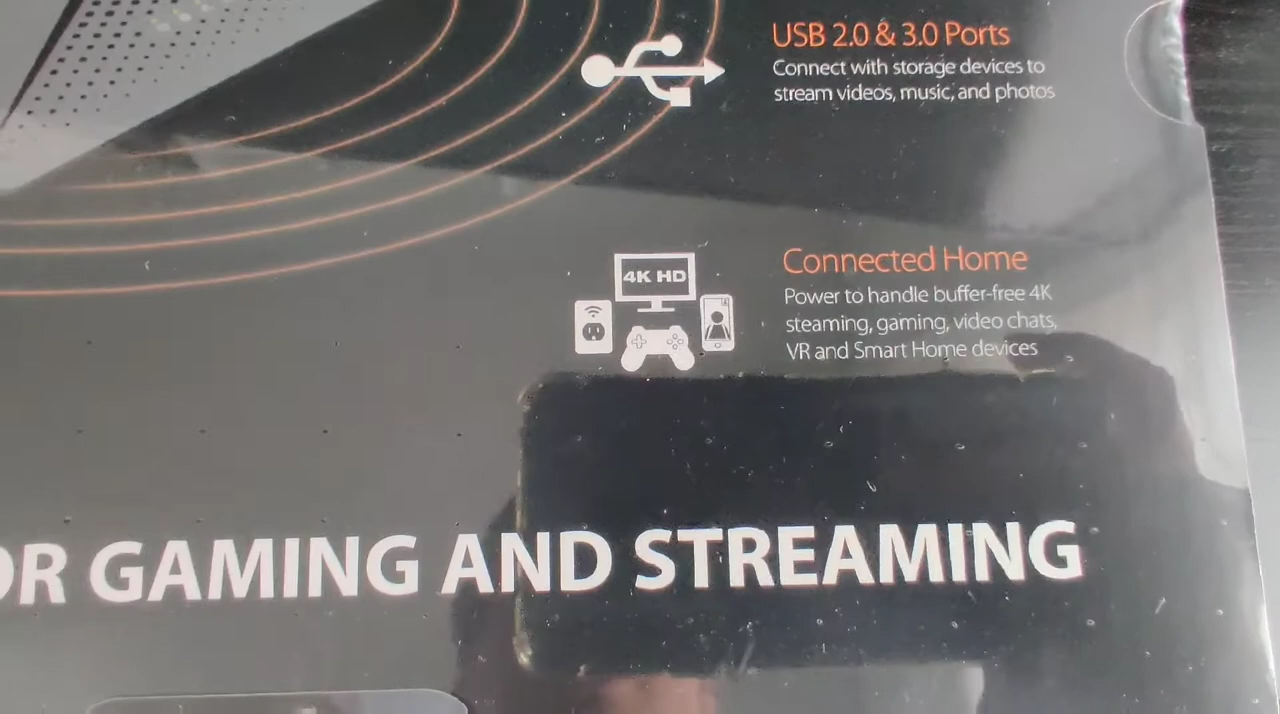 USB 2.0 & 3.0 Ports
Connect with storage devices to
stream videos, music, and photos
4K HD
Connected Home
Power to handle buffer-free 4K
steaming, gaming, video chats,
VR and Smart Home devices
OR GAMING AND STREAMING